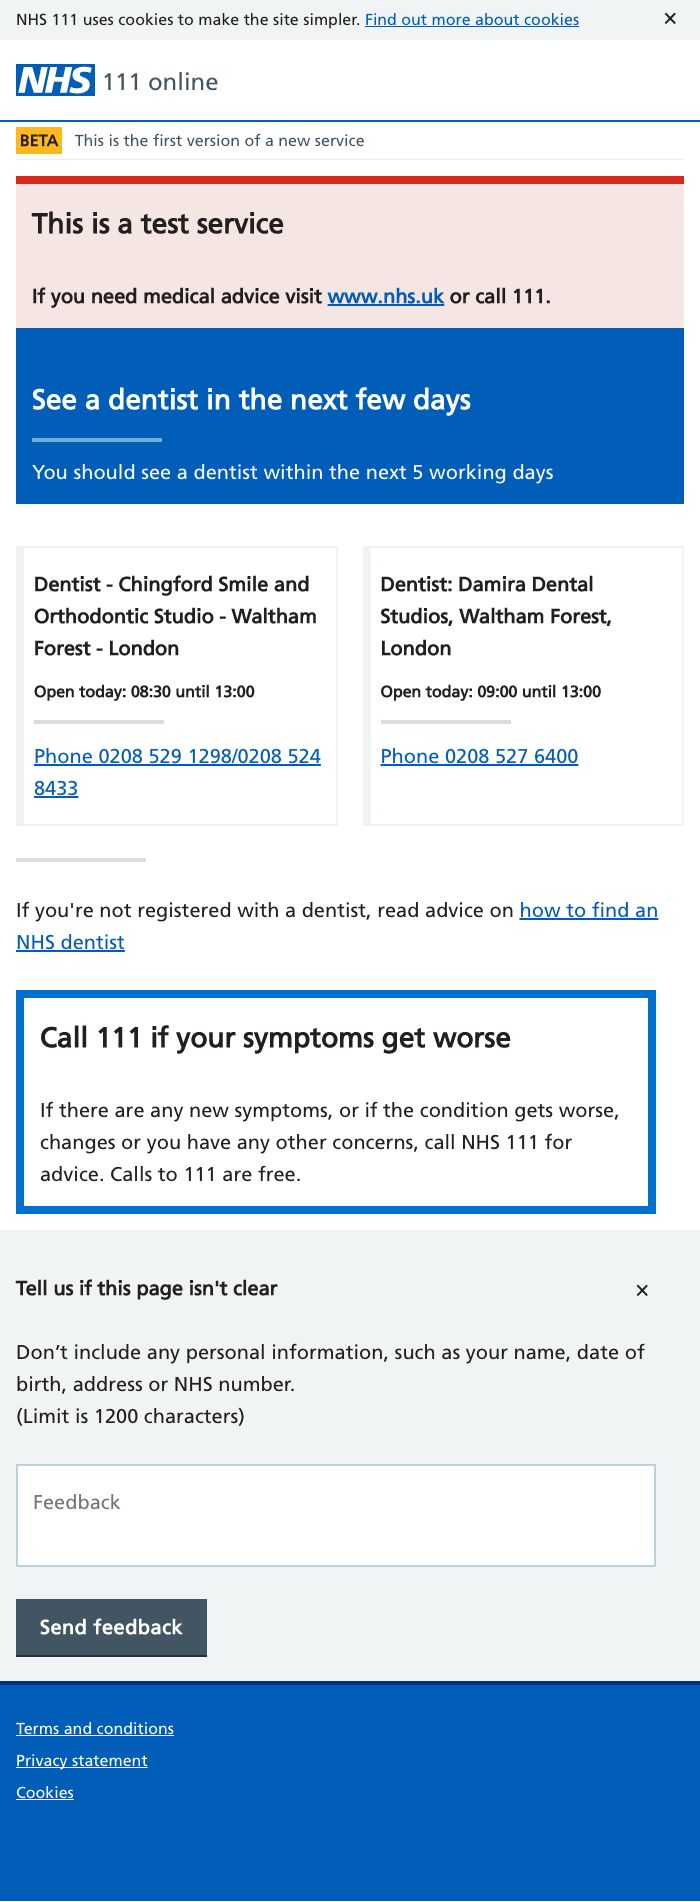 NHS 111 uses cookies to make the site simpler. Find out more about cookies ✕
NHS 111 online
BETA This is the first version of a new service
This is a test service
If you need medical advice visit www.nhs.uk or call 111.
See a dentist in the next few days
You should see a dentist within the next 5 working days
Dentist - Chingford Smile and
Orthodontic Studio - Waltham
Forest - London
Open today: 08:30 until 13:00
Phone 0208 529 1298/0208 524
8433
Dentist: Damira Dental
Studios, Waltham Forest,
London
Open today: 09:00 until 13:00
Phone 0208 527 6400
If you're not registered with a dentist, read advice on how to find an
NHS dentist
Call 111 if your symptoms get worse
If there are any new symptoms, or if the condition gets worse,
changes or you have any other concerns, call NHS 111 for
advice. Calls to 111 are free.
Tell us if this page isn't clear ✕
Don’t include any personal information, such as your name, date of
birth, address or NHS number.
(Limit is 1200 characters)
Feedback
Send feedback
Terms and conditions
Privacy statement
Cookies